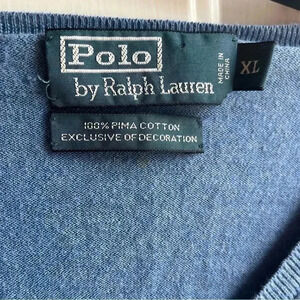 Polo
by Ralph Lauren
MADE IN
CHINA
XL
100% PIMA COTTON
EXCLUSIVE OF DECORATION